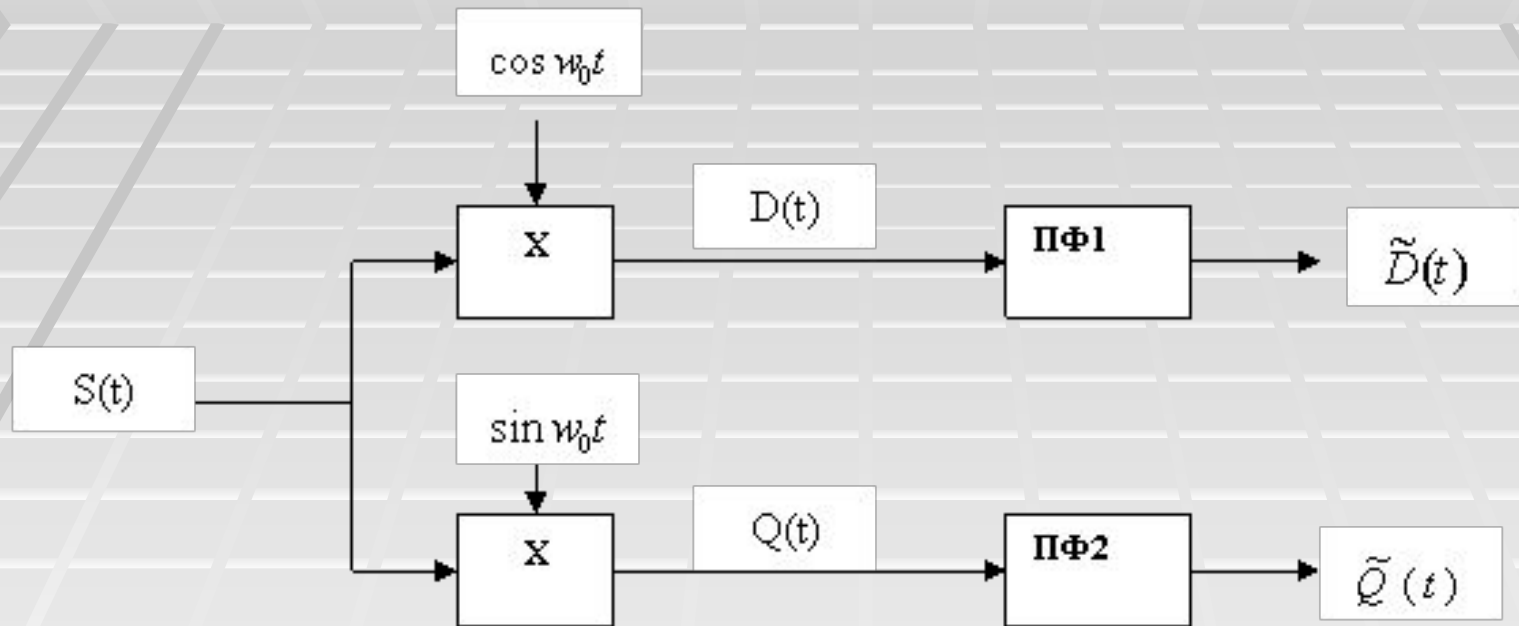 cos w₀t
X
D(t)
ПФ1
D̃(t)
S(t)
sin w₀t
X
Q(t)
ПФ2
Q̃ (t)